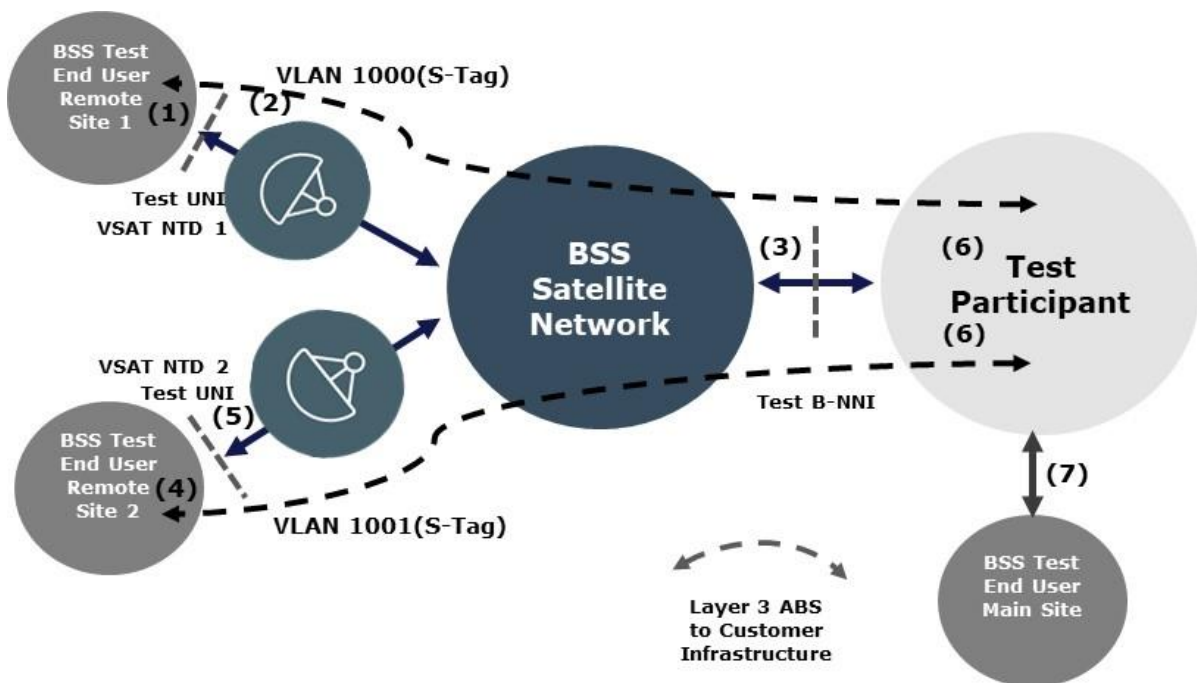 BSS Test
End User
Remote
Site 1
(1)
(2)
VLAN 1000(S-Tag)
Test UNI
VSAT NTD 1
BSS
Satellite
Network
(3)
(6)
Test
Participant
(6)
VSAT NTD 2
Test UNI
(5)
Test B-NNI
BSS Test
End User
Remote
Site 2
(4)
VLAN 1001(S-Tag)
(7)
Layer 3 ABS
to Customer
Infrastructure
BSS Test
End User
Main Site